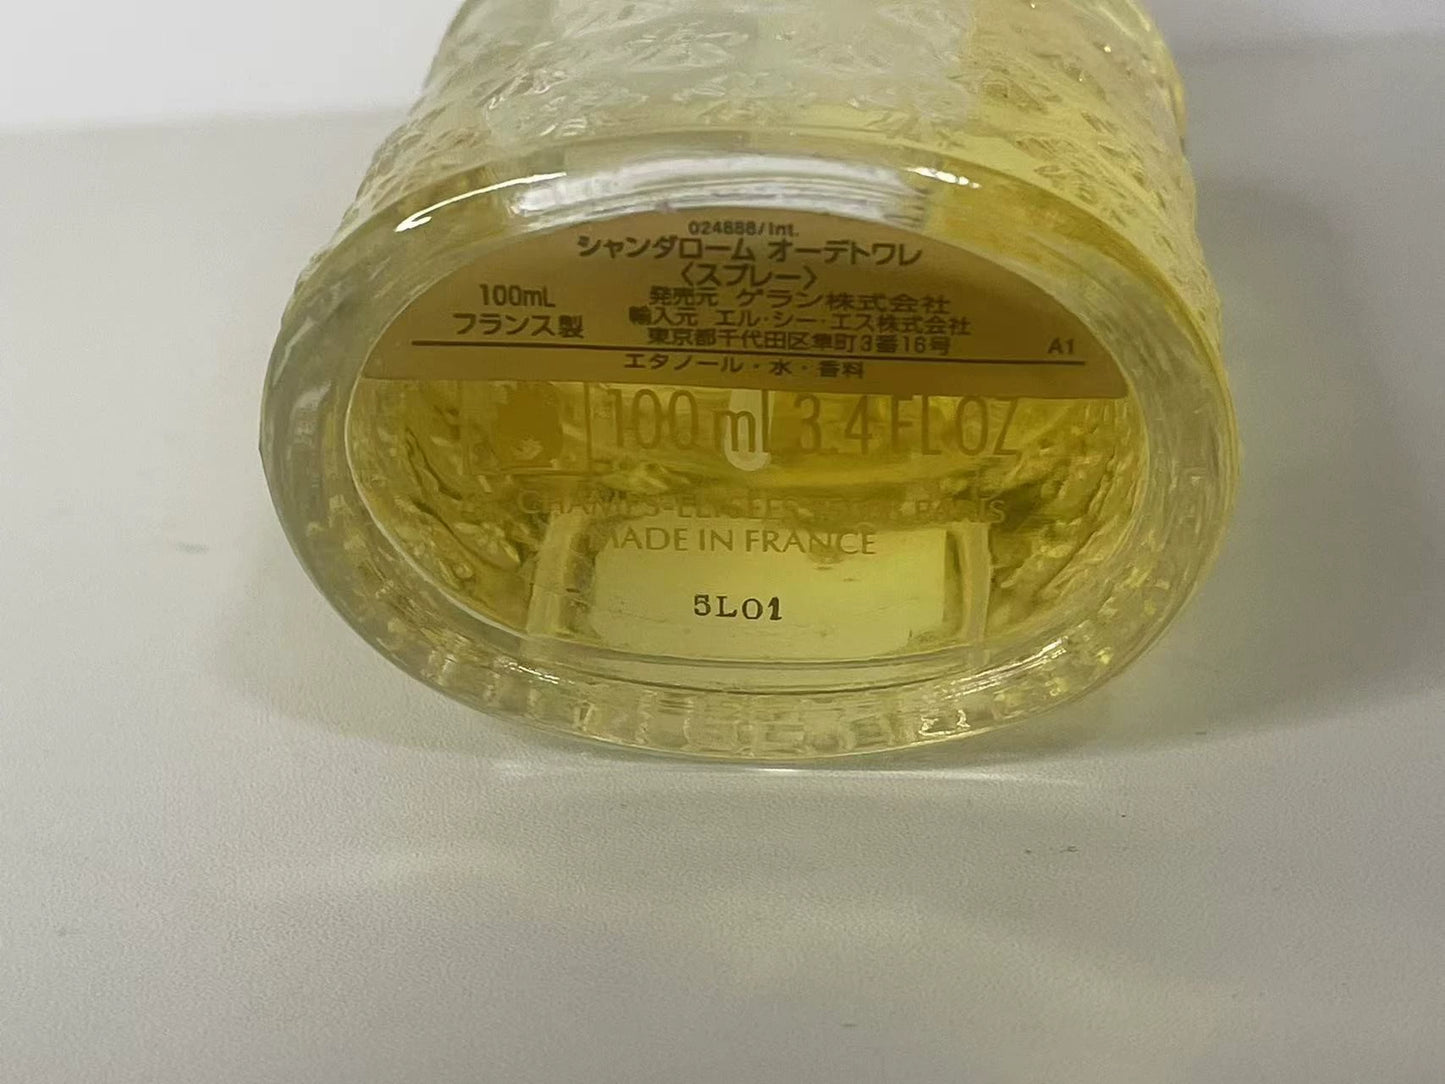 024888/Int.
シャンダローム オーデトワレ
〈スプレー〉
100mL
フランス製
発売元 ゲラン株式会社
輸入元 エル・シー・エス株式会社
東京都千代田区隼町3番16号
A1
エタノール・水・香料
100 ml 3.4 FL OZ
CHAMPS-ELYSEES PARIS
MADE IN FRANCE
5L01